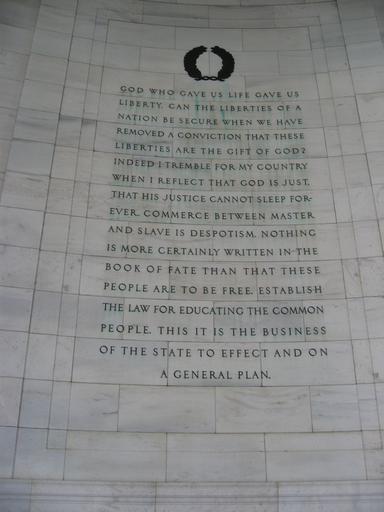 GOD WHO GAVE US LIFE GAVE US
LIBERTY. CAN THE LIBERTIES OF A
NATION BE SECURE WHEN WE HAVE
REMOVED A CONVICTION THAT THESE
LIBERTIES ARE THE GIFT OF GOD?
INDEED I TREMBLE FOR MY COUNTRY
WHEN I REFLECT THAT GOD IS JUST,
THAT HIS JUSTICE CANNOT SLEEP FOR-
EVER. COMMERCE BETWEEN MASTER
AND SLAVE IS DESPOTISM. NOTHING
IS MORE CERTAINLY WRITTEN IN THE
BOOK OF FATE THAN THAT THESE
PEOPLE ARE TO BE FREE. ESTABLISH
THE LAW FOR EDUCATING THE COMMON
PEOPLE. THIS IT IS THE BUSINESS
OF THE STATE TO EFFECT AND ON
A GENERAL PLAN.